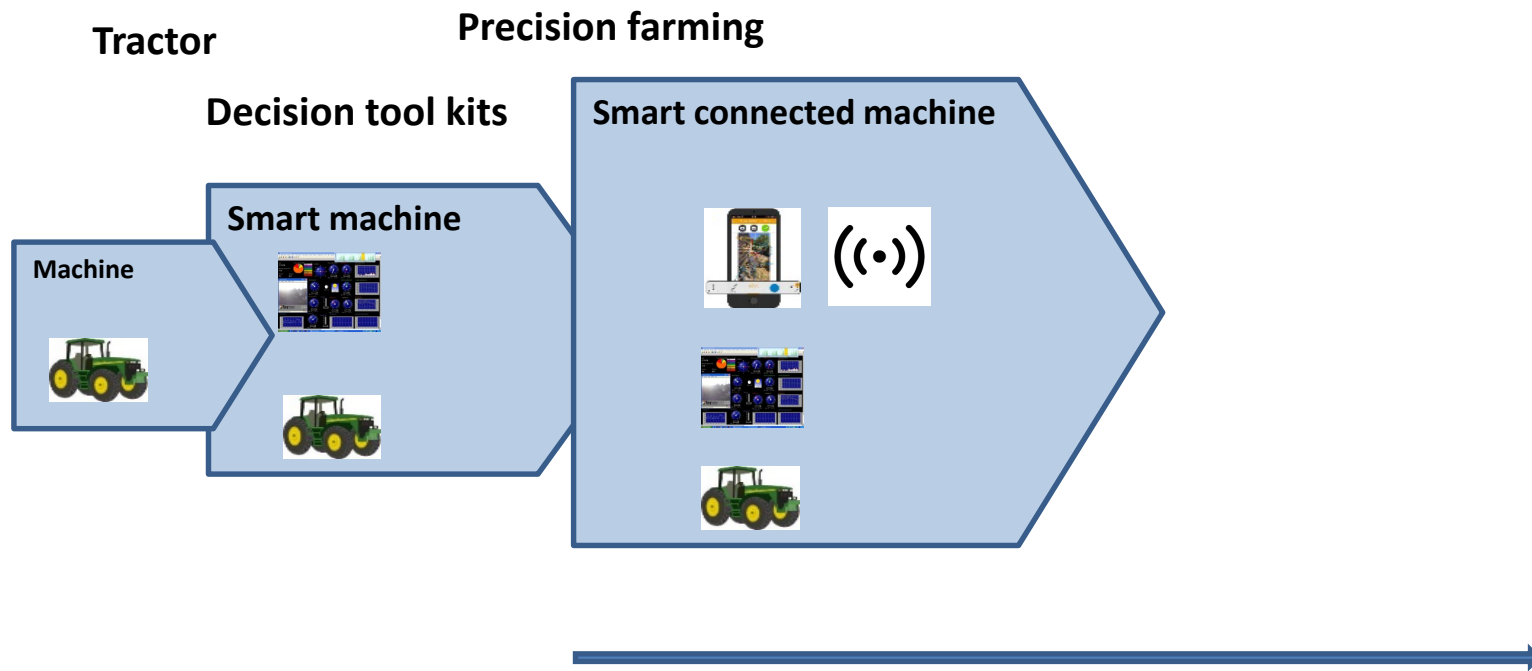 Tractor
Precision farming
Decision tool kits
Smart connected machine
Smart machine
Machine